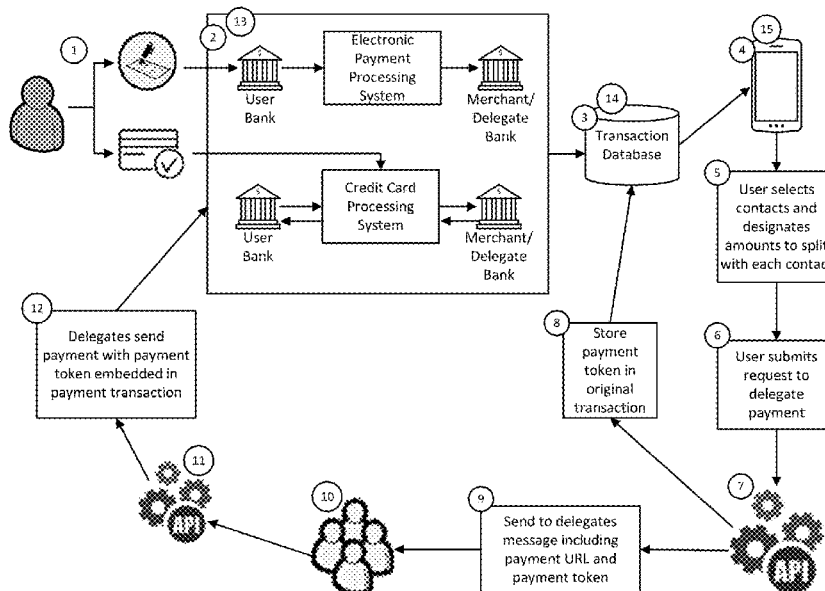 1
2
13
Electronic
Payment
Processing
System
User
Bank
Merchant/
Delegate
Bank
Credit Card
Processing
System
User
Bank
Merchant/
Delegate
Bank
14
3
Transaction
Database
15
4
5
User selects
contacts and
designates
amounts to split
with each contact
6
User submits
request to
delegate
payment
7
API
8
Store
payment
token in
original
transaction
9
Send to delegates
message including
payment URL and
payment token
10
11
API
12
Delegates send
payment with payment
token embedded in
payment transaction